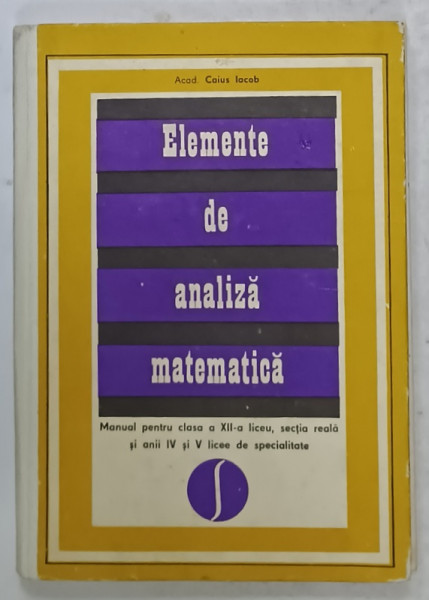 Acad. Caius Iacob
Elemente
de
analiză
matematică
Manual pentru clasa a XII-a liceu, secția reală
și anii IV și V licee de specialitate
∫